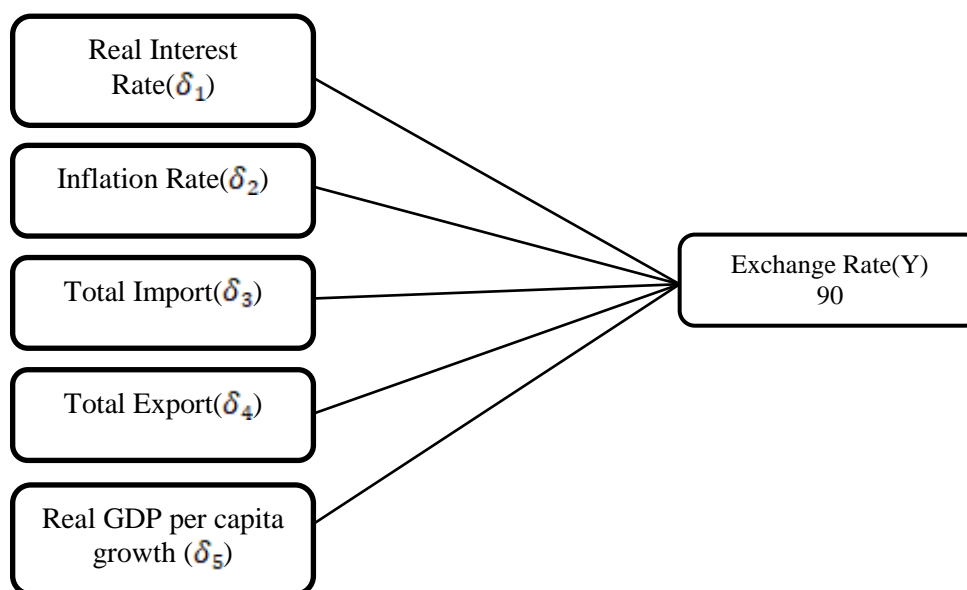 Real Interest
Rate(δ₁)
Inflation Rate(δ₂)
Total Import(δ₃)
Total Export(δ₄)
Real GDP per capita
growth (δ₅)
Exchange Rate(Y)
90